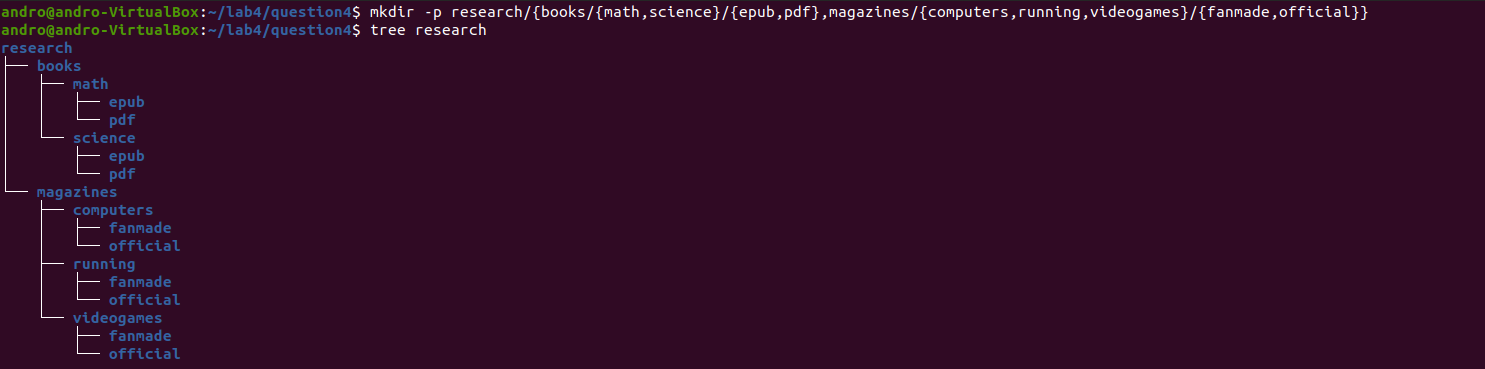 andro@andro-VirtualBox:~/lab4/question4$ mkdir -p research/{books/{math,science}/{epub,pdf},magazines/{computers,running,videogames}/{fanmade,official}}
andro@andro-VirtualBox:~/lab4/question4$ tree research
research
├── books
│   ├── math
│   │   ├── epub
│   │   └── pdf
│   └── science
│       ├── epub
│       └── pdf
└── magazines
    ├── computers
    │   ├── fanmade
    │   └── official
    ├── running
    │   ├── fanmade
    │   └── official
    └── videogames
        ├── fanmade
        └── official